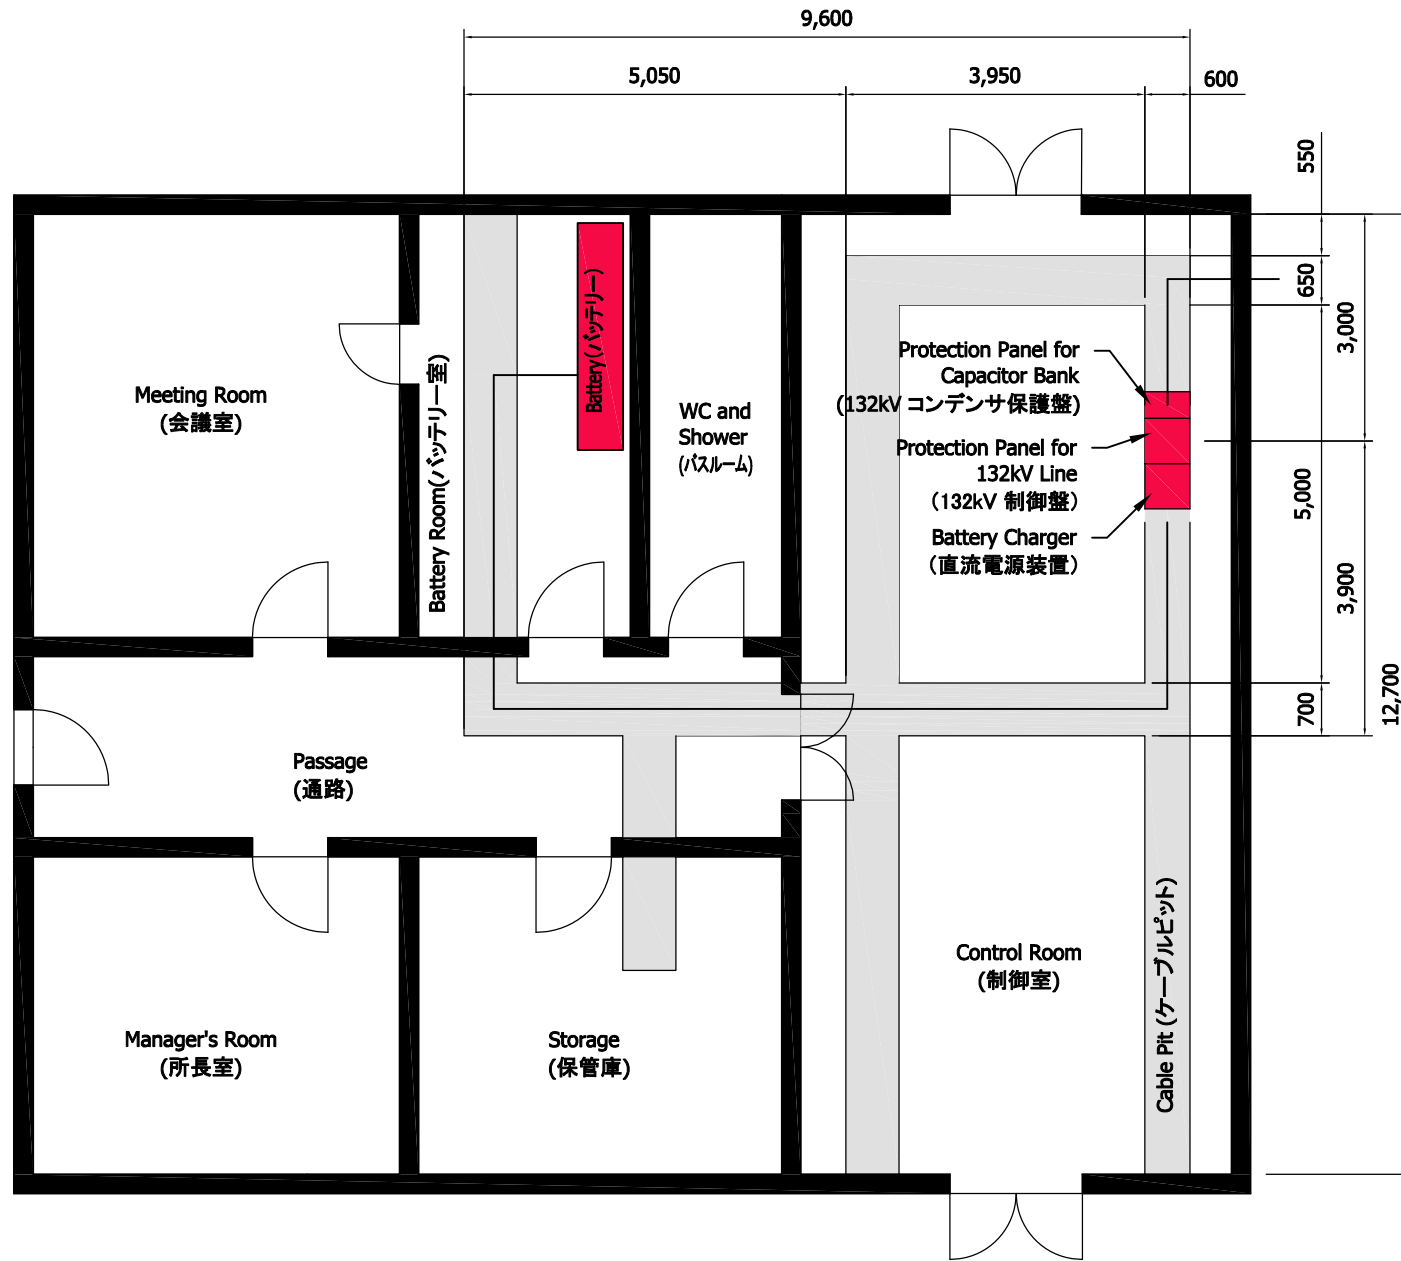 9,600
5,050
3,950
600
550
650
3,000
5,000
3,900
700
12,700
Meeting Room
(会議室)
Battery Room(バッテリー室)
Battery(バッテリー)
WC and
Shower
(バスルーム)
Protection Panel for
Capacitor Bank
(132kV コンデンサ保護盤)
Protection Panel for
132kV Line
(132kV 制御盤)
Battery Charger
(直流電源装置)
Passage
(通路)
Manager's Room
(所長室)
Storage
(保管庫)
Control Room
(制御室)
Cable Pit (ケーブルピット)